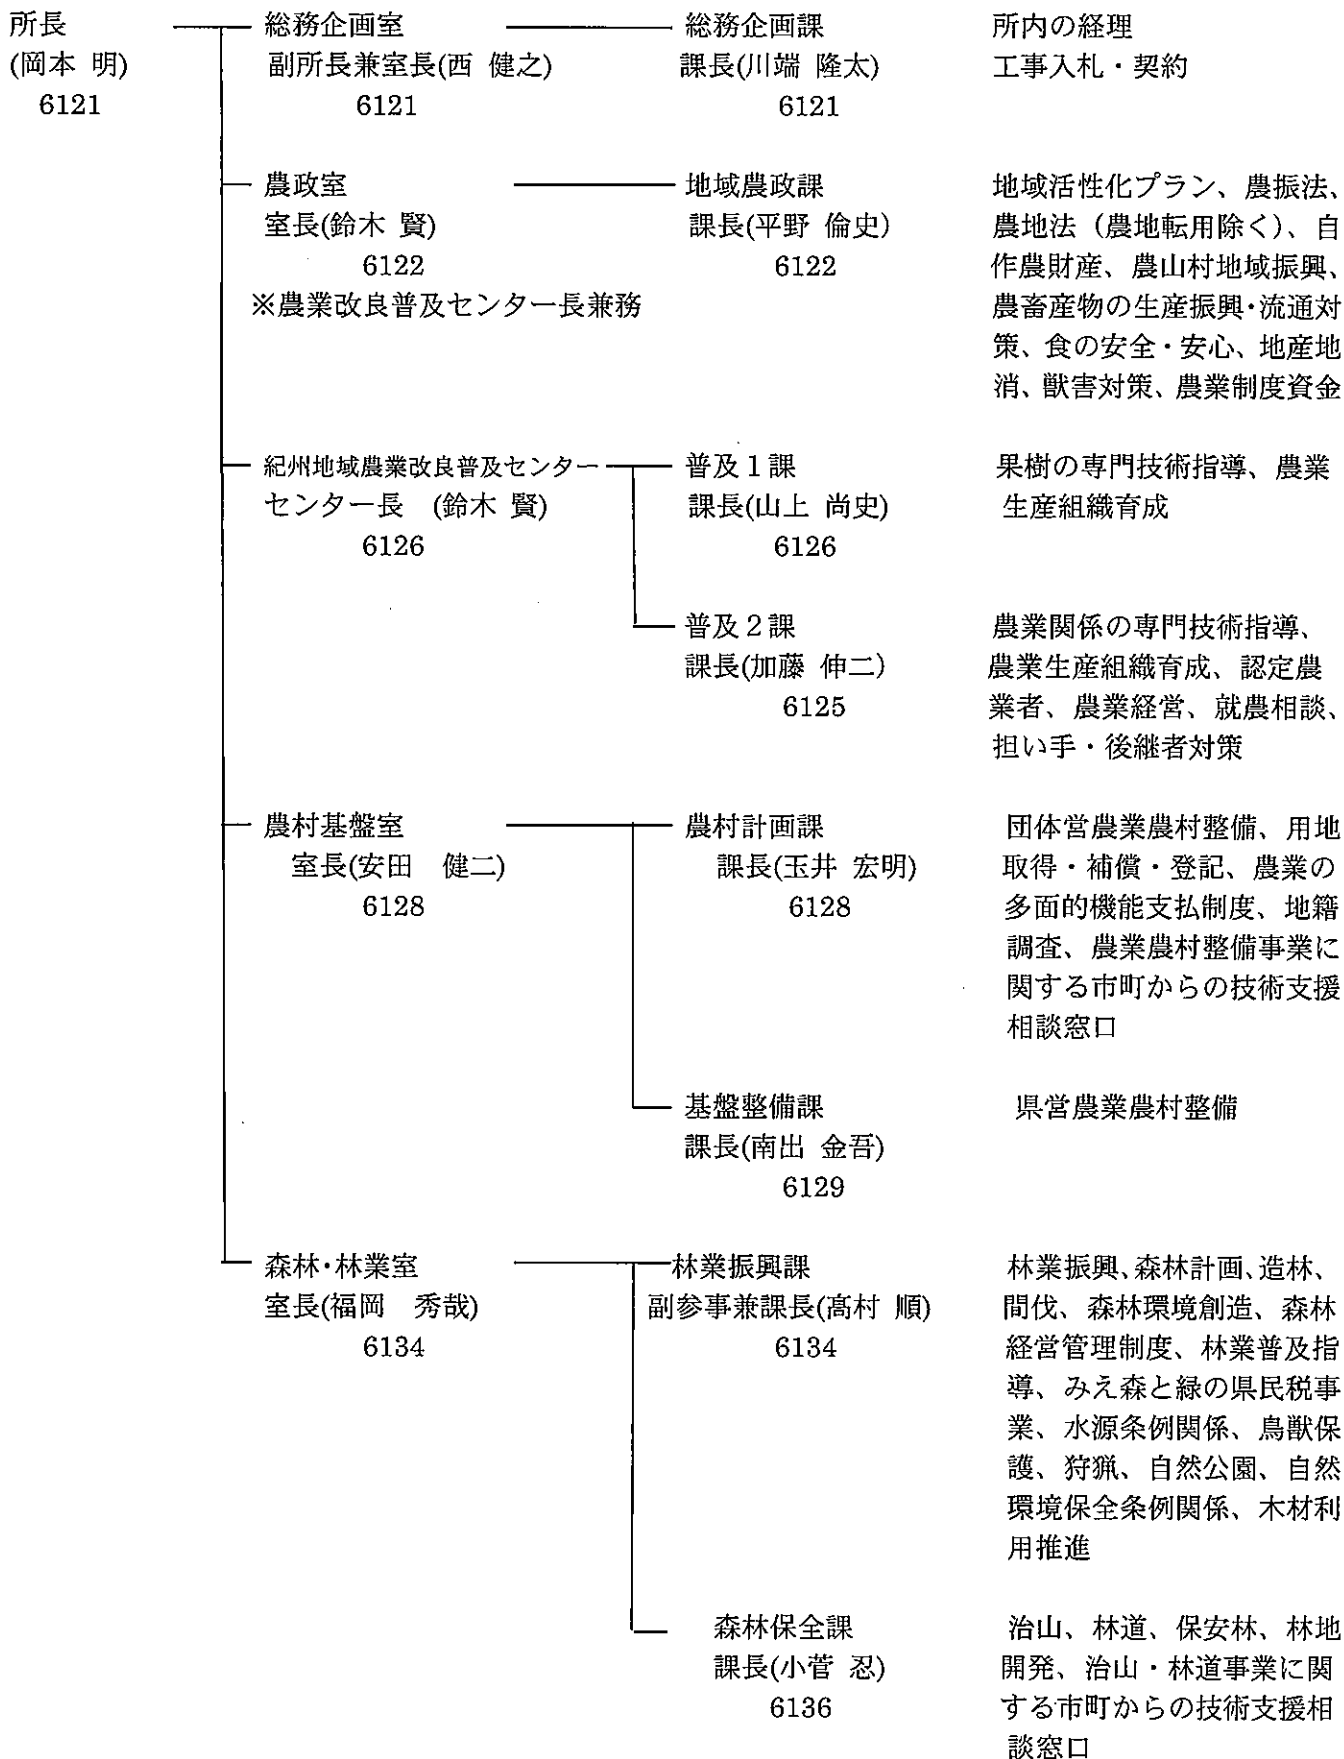 所長
(岡本 明)
6121
総務企画室
副所長兼室長(西 健之)
6121
総務企画課
課長(川端 隆太)
6121
所内の経理
工事入札・契約
農政室
室長(鈴木 賢)
6122
※農業改良普及センター長兼務
地域農政課
課長(平野 倫史)
6122
地域活性化プラン、農振法、
農地法（農地転用除く）、自
作農財産、農山村地域振興、
農畜産物の生産振興・流通対
策、食の安全・安心、地産地
消、獣害対策、農業制度資金
紀州地域農業改良普及センター
センター長 (鈴木 賢)
6126
普及１課
課長(山上 尚史)
6126
果樹の専門技術指導、農業
生産組織育成
普及２課
課長(加藤 伸二)
6125
農業関係の専門技術指導、
農業生産組織育成、認定農
業者、農業経営、就農相談、
担い手・後継者対策
農村基盤室
室長(安田 健二)
6128
農村計画課
課長(玉井 宏明)
6128
団体営農業農村整備、用地
取得・補償・登記、農業の
多面的機能支払制度、地籍
調査、農業農村整備事業に
関する市町からの技術支援
相談窓口
基盤整備課
課長(南出 金吾)
6129
県営農業農村整備
森林・林業室
室長(福岡 秀哉)
6134
林業振興課
副参事兼課長(髙村 順)
6134
林業振興、森林計画、造林、
間伐、森林環境創造、森林
経営管理制度、林業普及指
導、みえ森と緑の県民税事
業、水源条例関係、鳥獣保
護、狩猟、自然公園、自然
環境保全条例関係、木材利
用推進
森林保全課
課長(小菅 忍)
6136
治山、林道、保安林、林地
開発、治山・林道事業に関
する市町からの技術支援相
談窓口